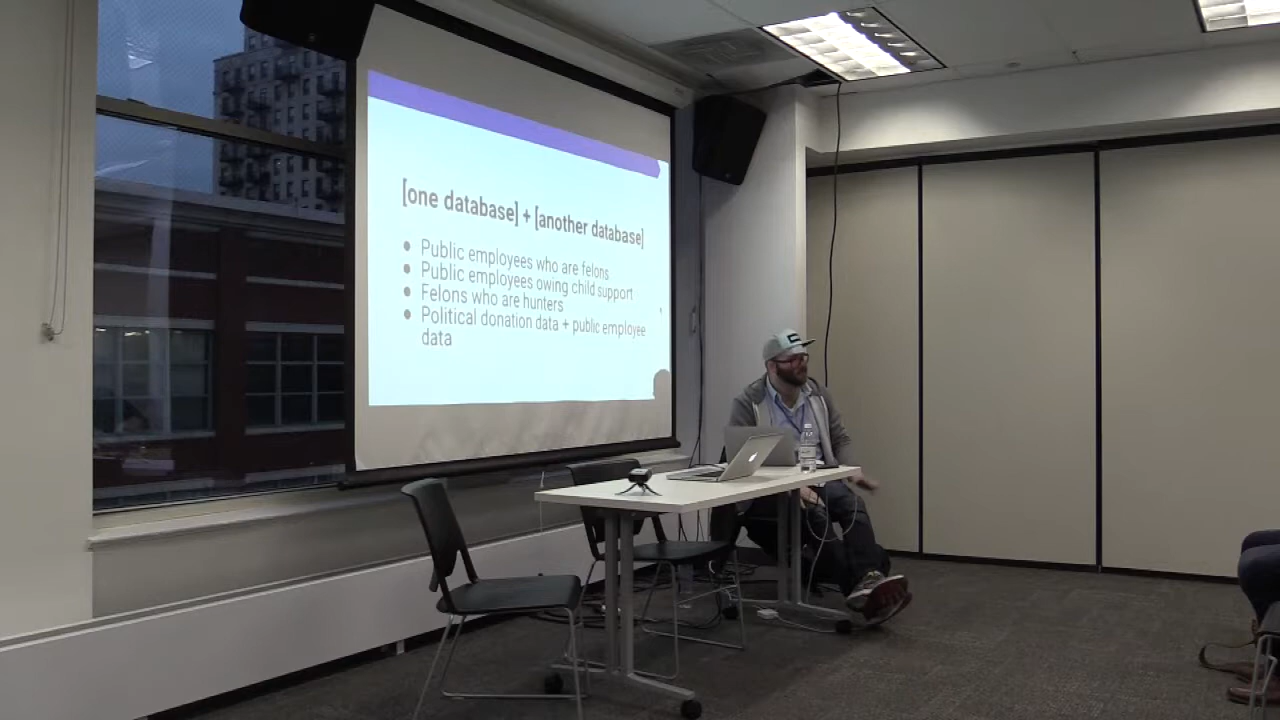 [one database] + [another database]
• Public employees who are felons
• Public employees owing child support
• Felons who are hunters
• Political donation data + public employee
data